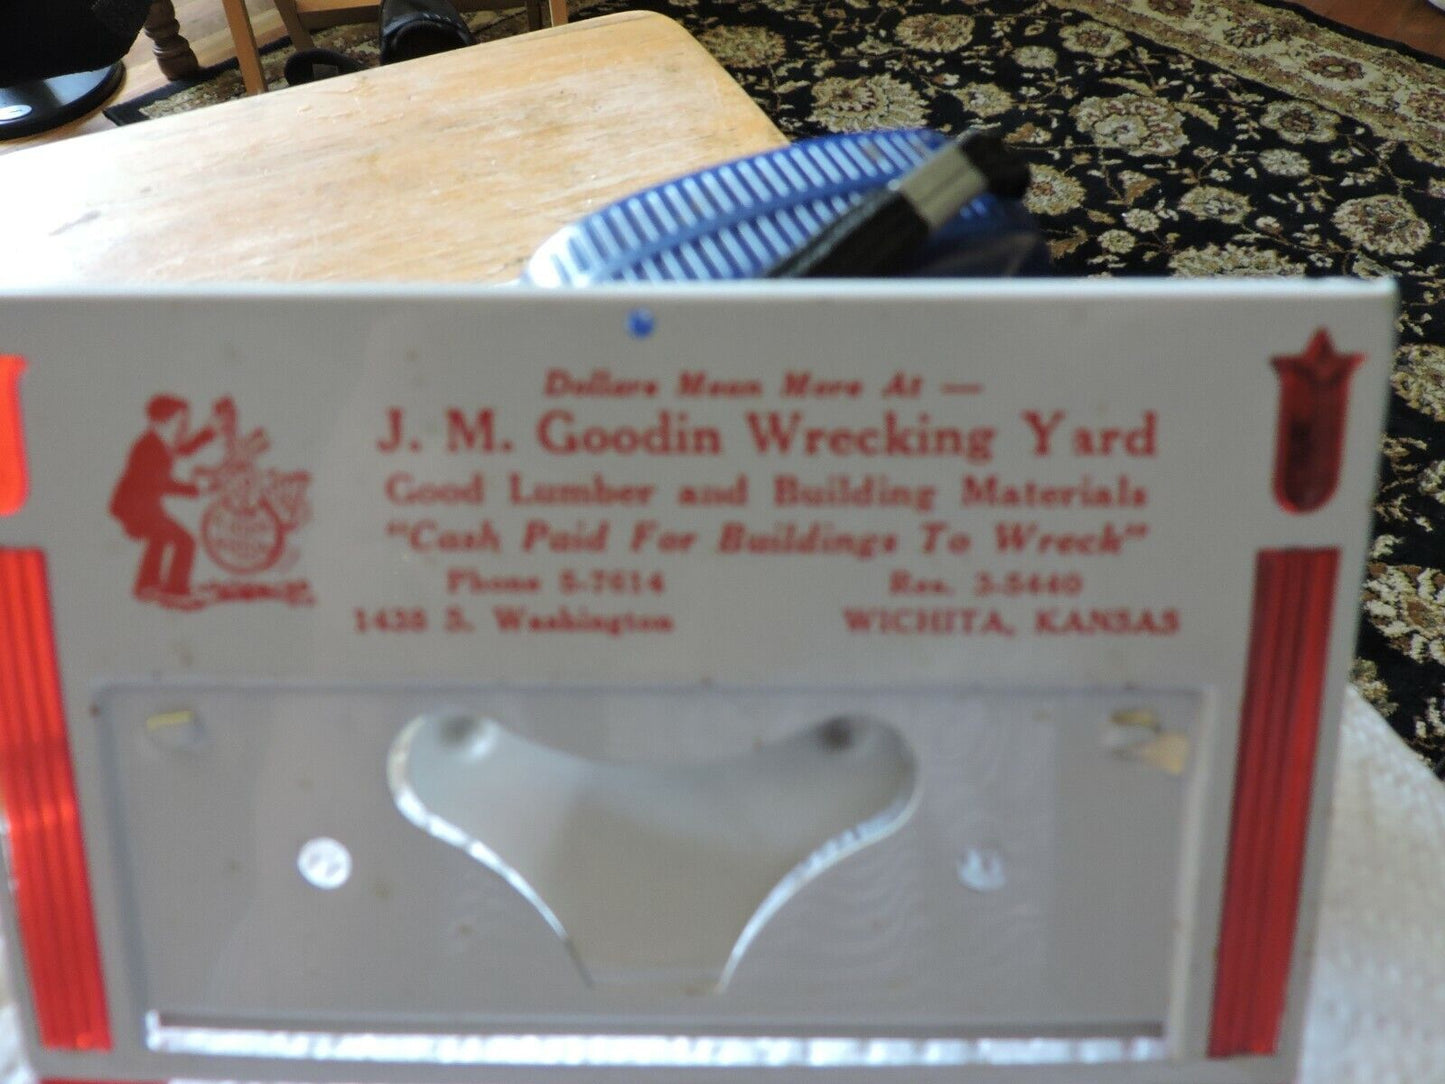 Dollars Mean More At —
J. M. Goodin Wrecking Yard
Good Lumber and Building Materials
"Cash Paid For Buildings To Wreck"
Phone 5-7614 Res. 3-5440
1435 S. Washington WICHITA, KANSAS